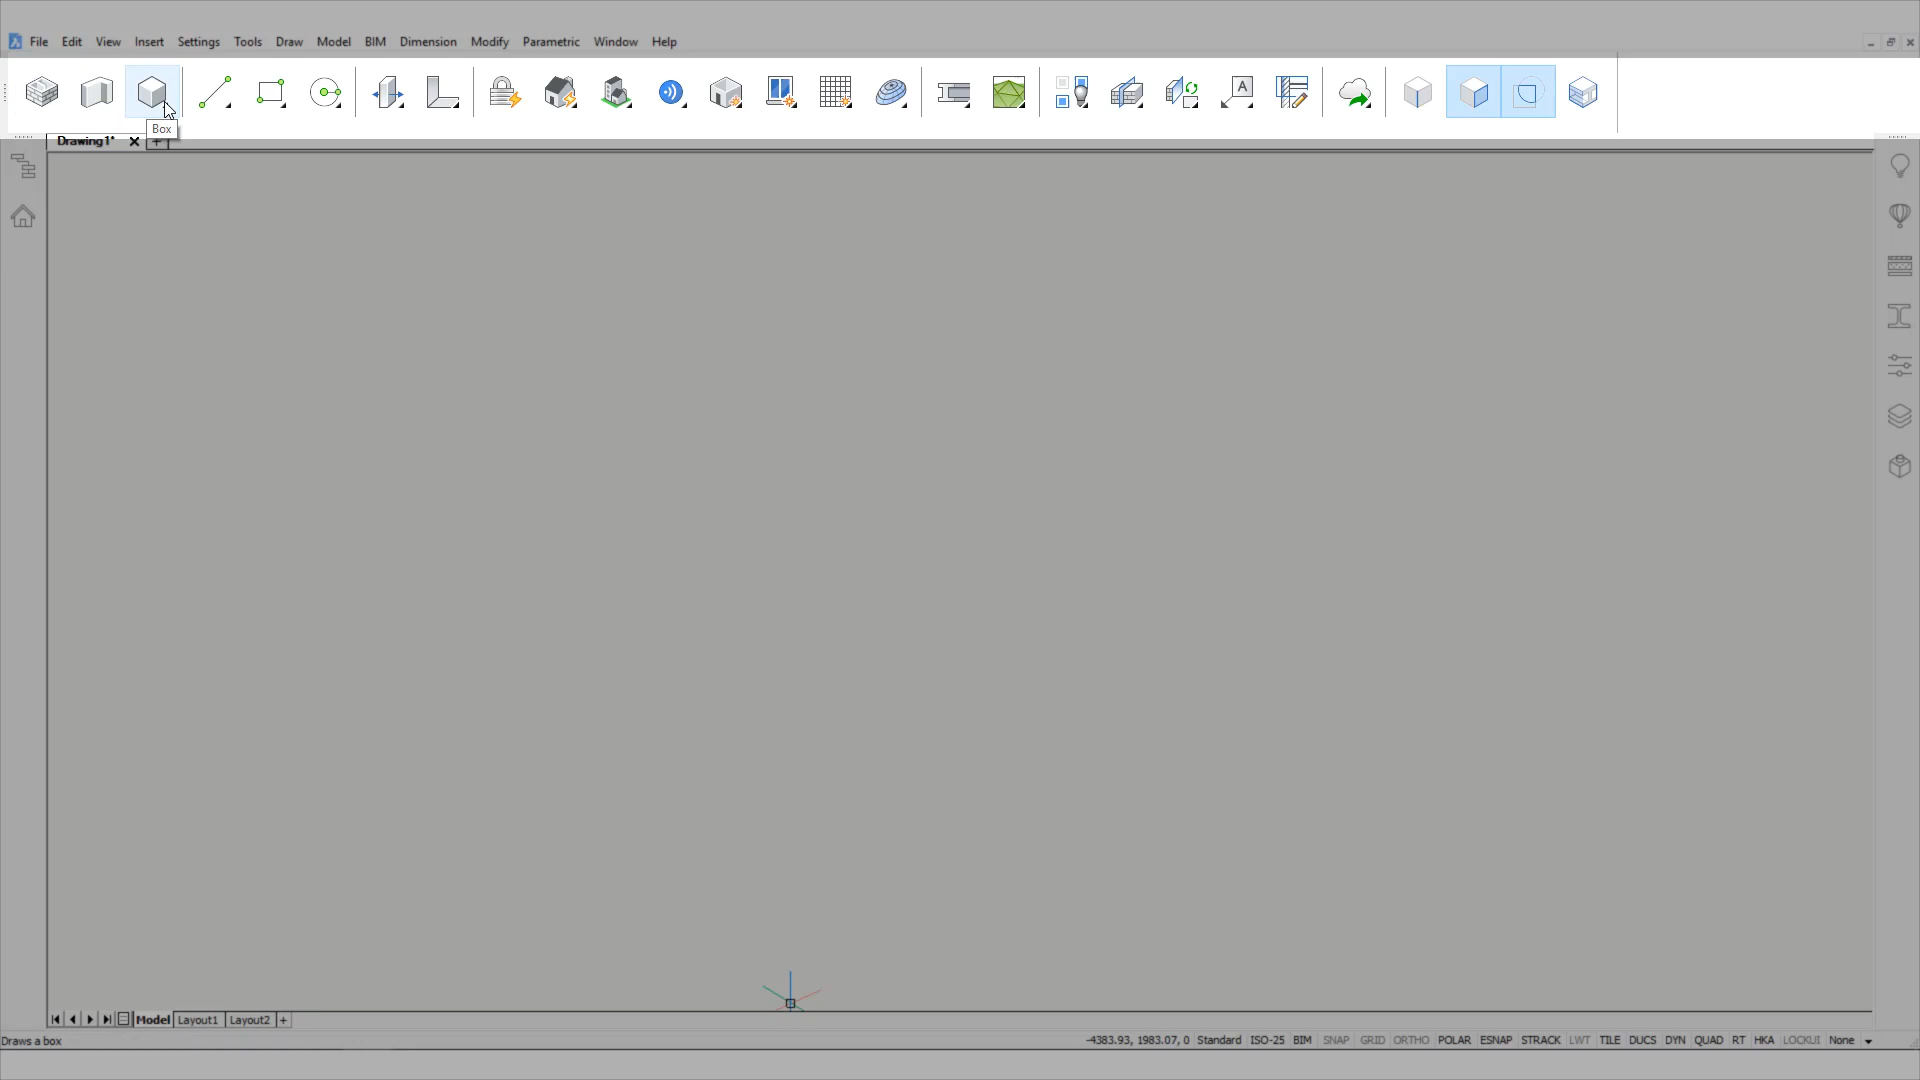 File Edit View Insert Settings Tools Draw Model BIM Dimension Modify Parametric Window Help
A
Box
Drawing1*
Model Layout1 Layout2 +
Draws a box -4383.93, 1983.07, 0 Standard ISO-25 BIM SNAP GRID ORTHO POLAR ESNAP STRACK LWT TILE DUCS DYN QUAD RT HKA LOCKUI None